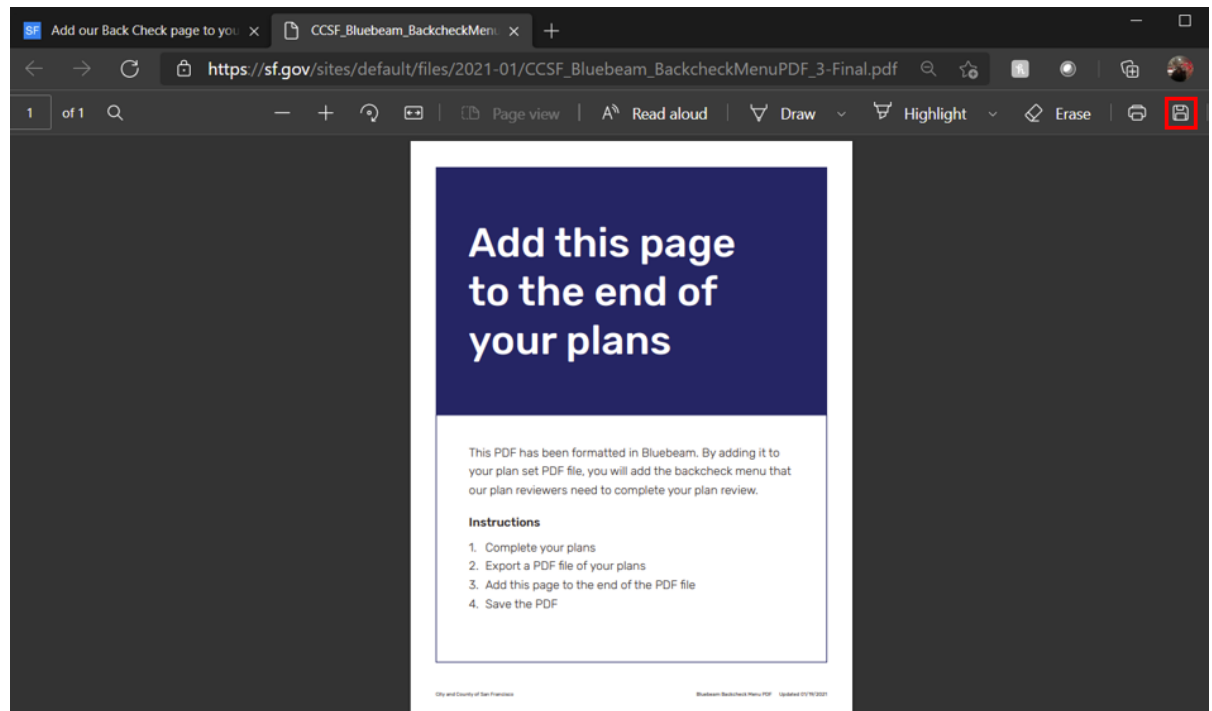 SF Add our Back Check page to you
CCSF_Bluebeam_BackcheckMenu
https://sf.gov/sites/default/files/2021-01/CCSF_Bluebeam_BackcheckMenuPDF_3-Final.pdf
1 of 1 Page view Read aloud Draw Highlight Erase
Add this page
to the end of
your plans
This PDF has been formatted in Bluebeam. By adding it to
your plan set PDF file, you will add the backcheck menu that
our plan reviewers need to complete your plan review.
Instructions
1. Complete your plans
2. Export a PDF file of your plans
3. Add this page to the end of the PDF file
4. Save the PDF
City and County of San Francisco Bluebeam Backcheck Menu PDF Updated 01/19/2021